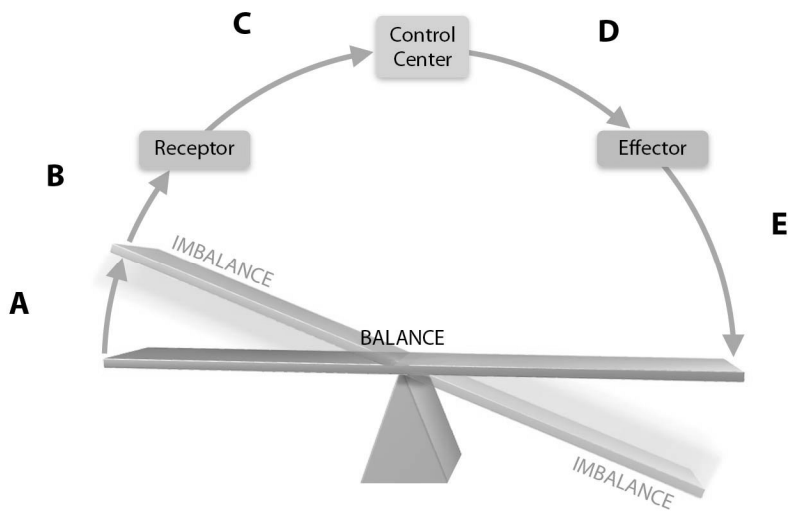 C
Control
Center
D
Receptor
Effector
B
E
IMBALANCE
A
BALANCE
IMBALANCE